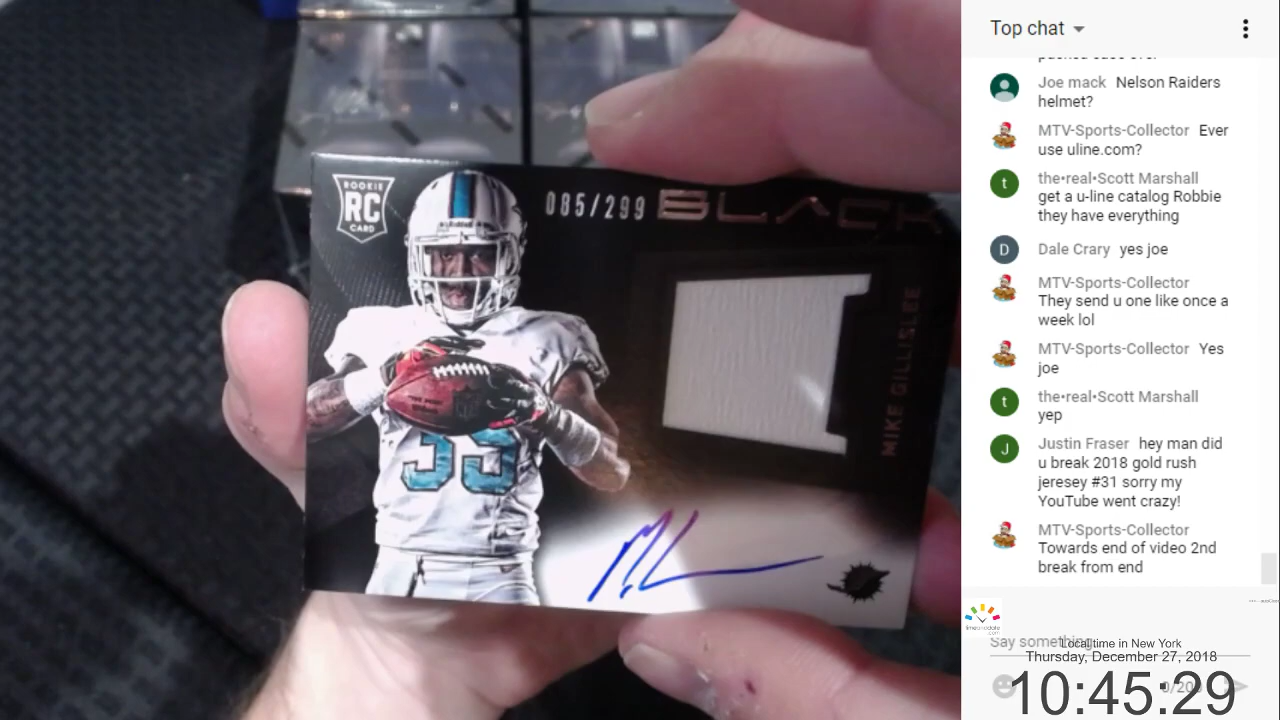 ROOKIE
RC
CARD
085/299
BLACK
MIKE GILLISLEE
33
Top chat
Joe mack Nelson Raiders
helmet?
MTV-Sports-Collector Ever
use uline.com?
t
the•real•Scott Marshall
get a u-line catalog Robbie
they have everything
D
Dale Crary yes joe
MTV-Sports-Collector
They send u one like once a
week lol
MTV-Sports-Collector Yes
joe
t
the•real•Scott Marshall
yep
J
Justin Fraser hey man did
u break 2018 gold rush
jeresey #31 sorry my
YouTube went crazy!
MTV-Sports-Collector
Towards end of video 2nd
break from end
Say something...
Local time in New York
Thursday, December 27, 2018
0/200
10:45:29